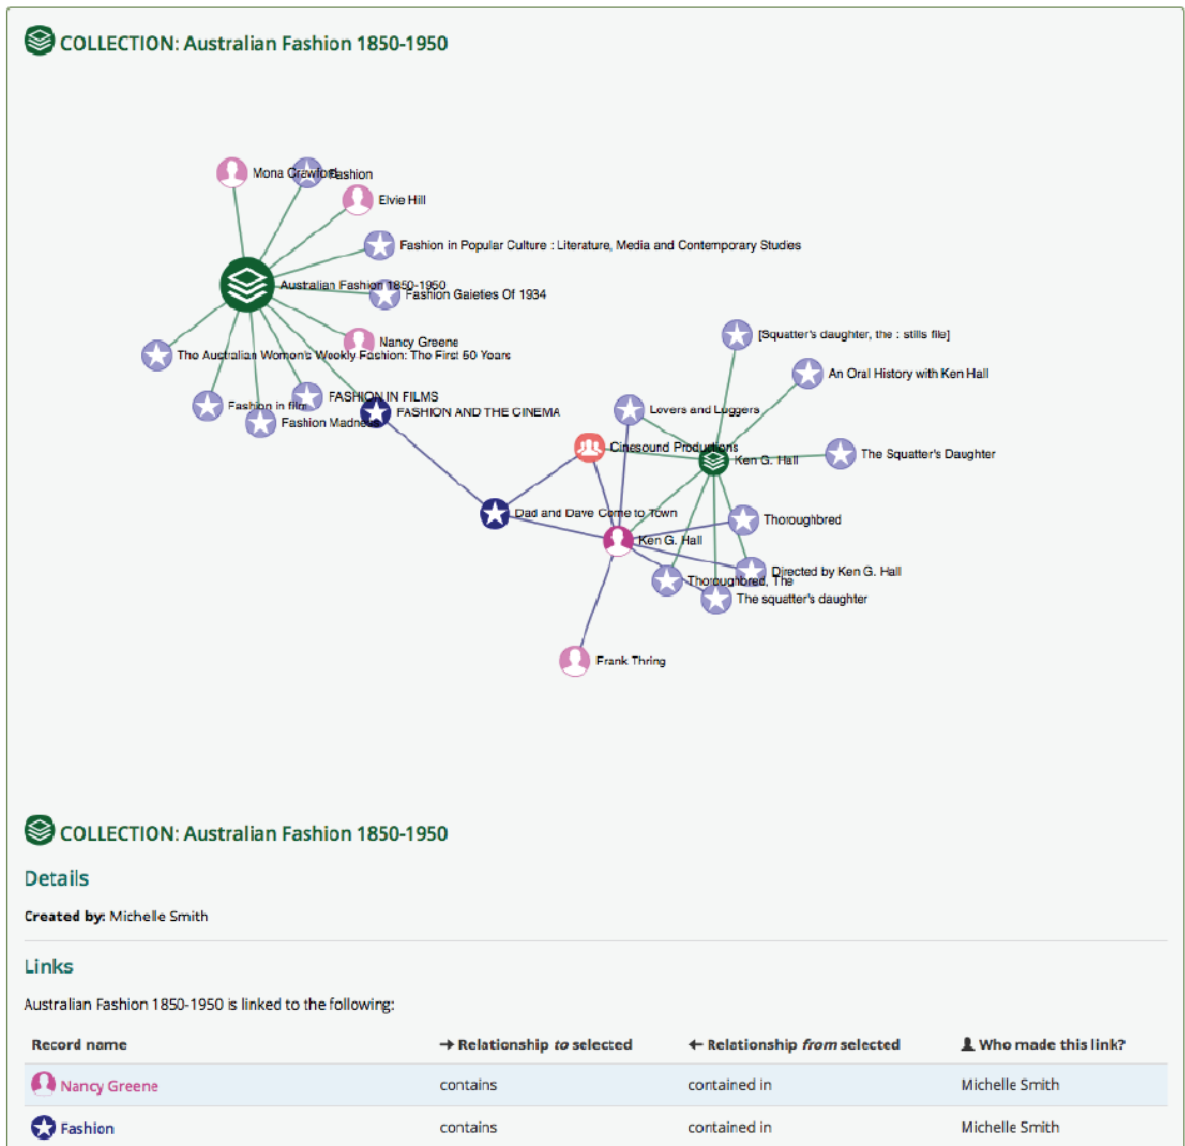 COLLECTION: Australian Fashion 1850-1950
Mona Crawford
Fashion
Elvie Hill
Fashion in Popular Culture : Literature, Media and Contemporary Studies
Australian Fashion 1850-1950
Fashion Gaieties Of 1934
Nancy Greene
The Australian Women's Weekly Fashion: The First 50 Years
FASHION IN FILMS
Fashion in film
FASHION AND THE CINEMA
Fashion Madness
[Squatter's daughter, the : stills file]
An Oral History with Ken Hall
Lovers and Luggers
Cinesound Productions
Ken G. Hall
The Squatter's Daughter
Dad and Dave Come to Town
Thoroughbred
Ken G. Hall
Directed by Ken G. Hall
Thoroughbred, The
The squatter's daughter
Frank Thring
COLLECTION: Australian Fashion 1850-1950
Details
Created by: Michelle Smith
Links
Australian Fashion 1850-1950 is linked to the following:
Record name → Relationship to selected ← Relationship from selected Who made this link?
Nancy Greene contains contained in Michelle Smith
Fashion contains contained in Michelle Smith